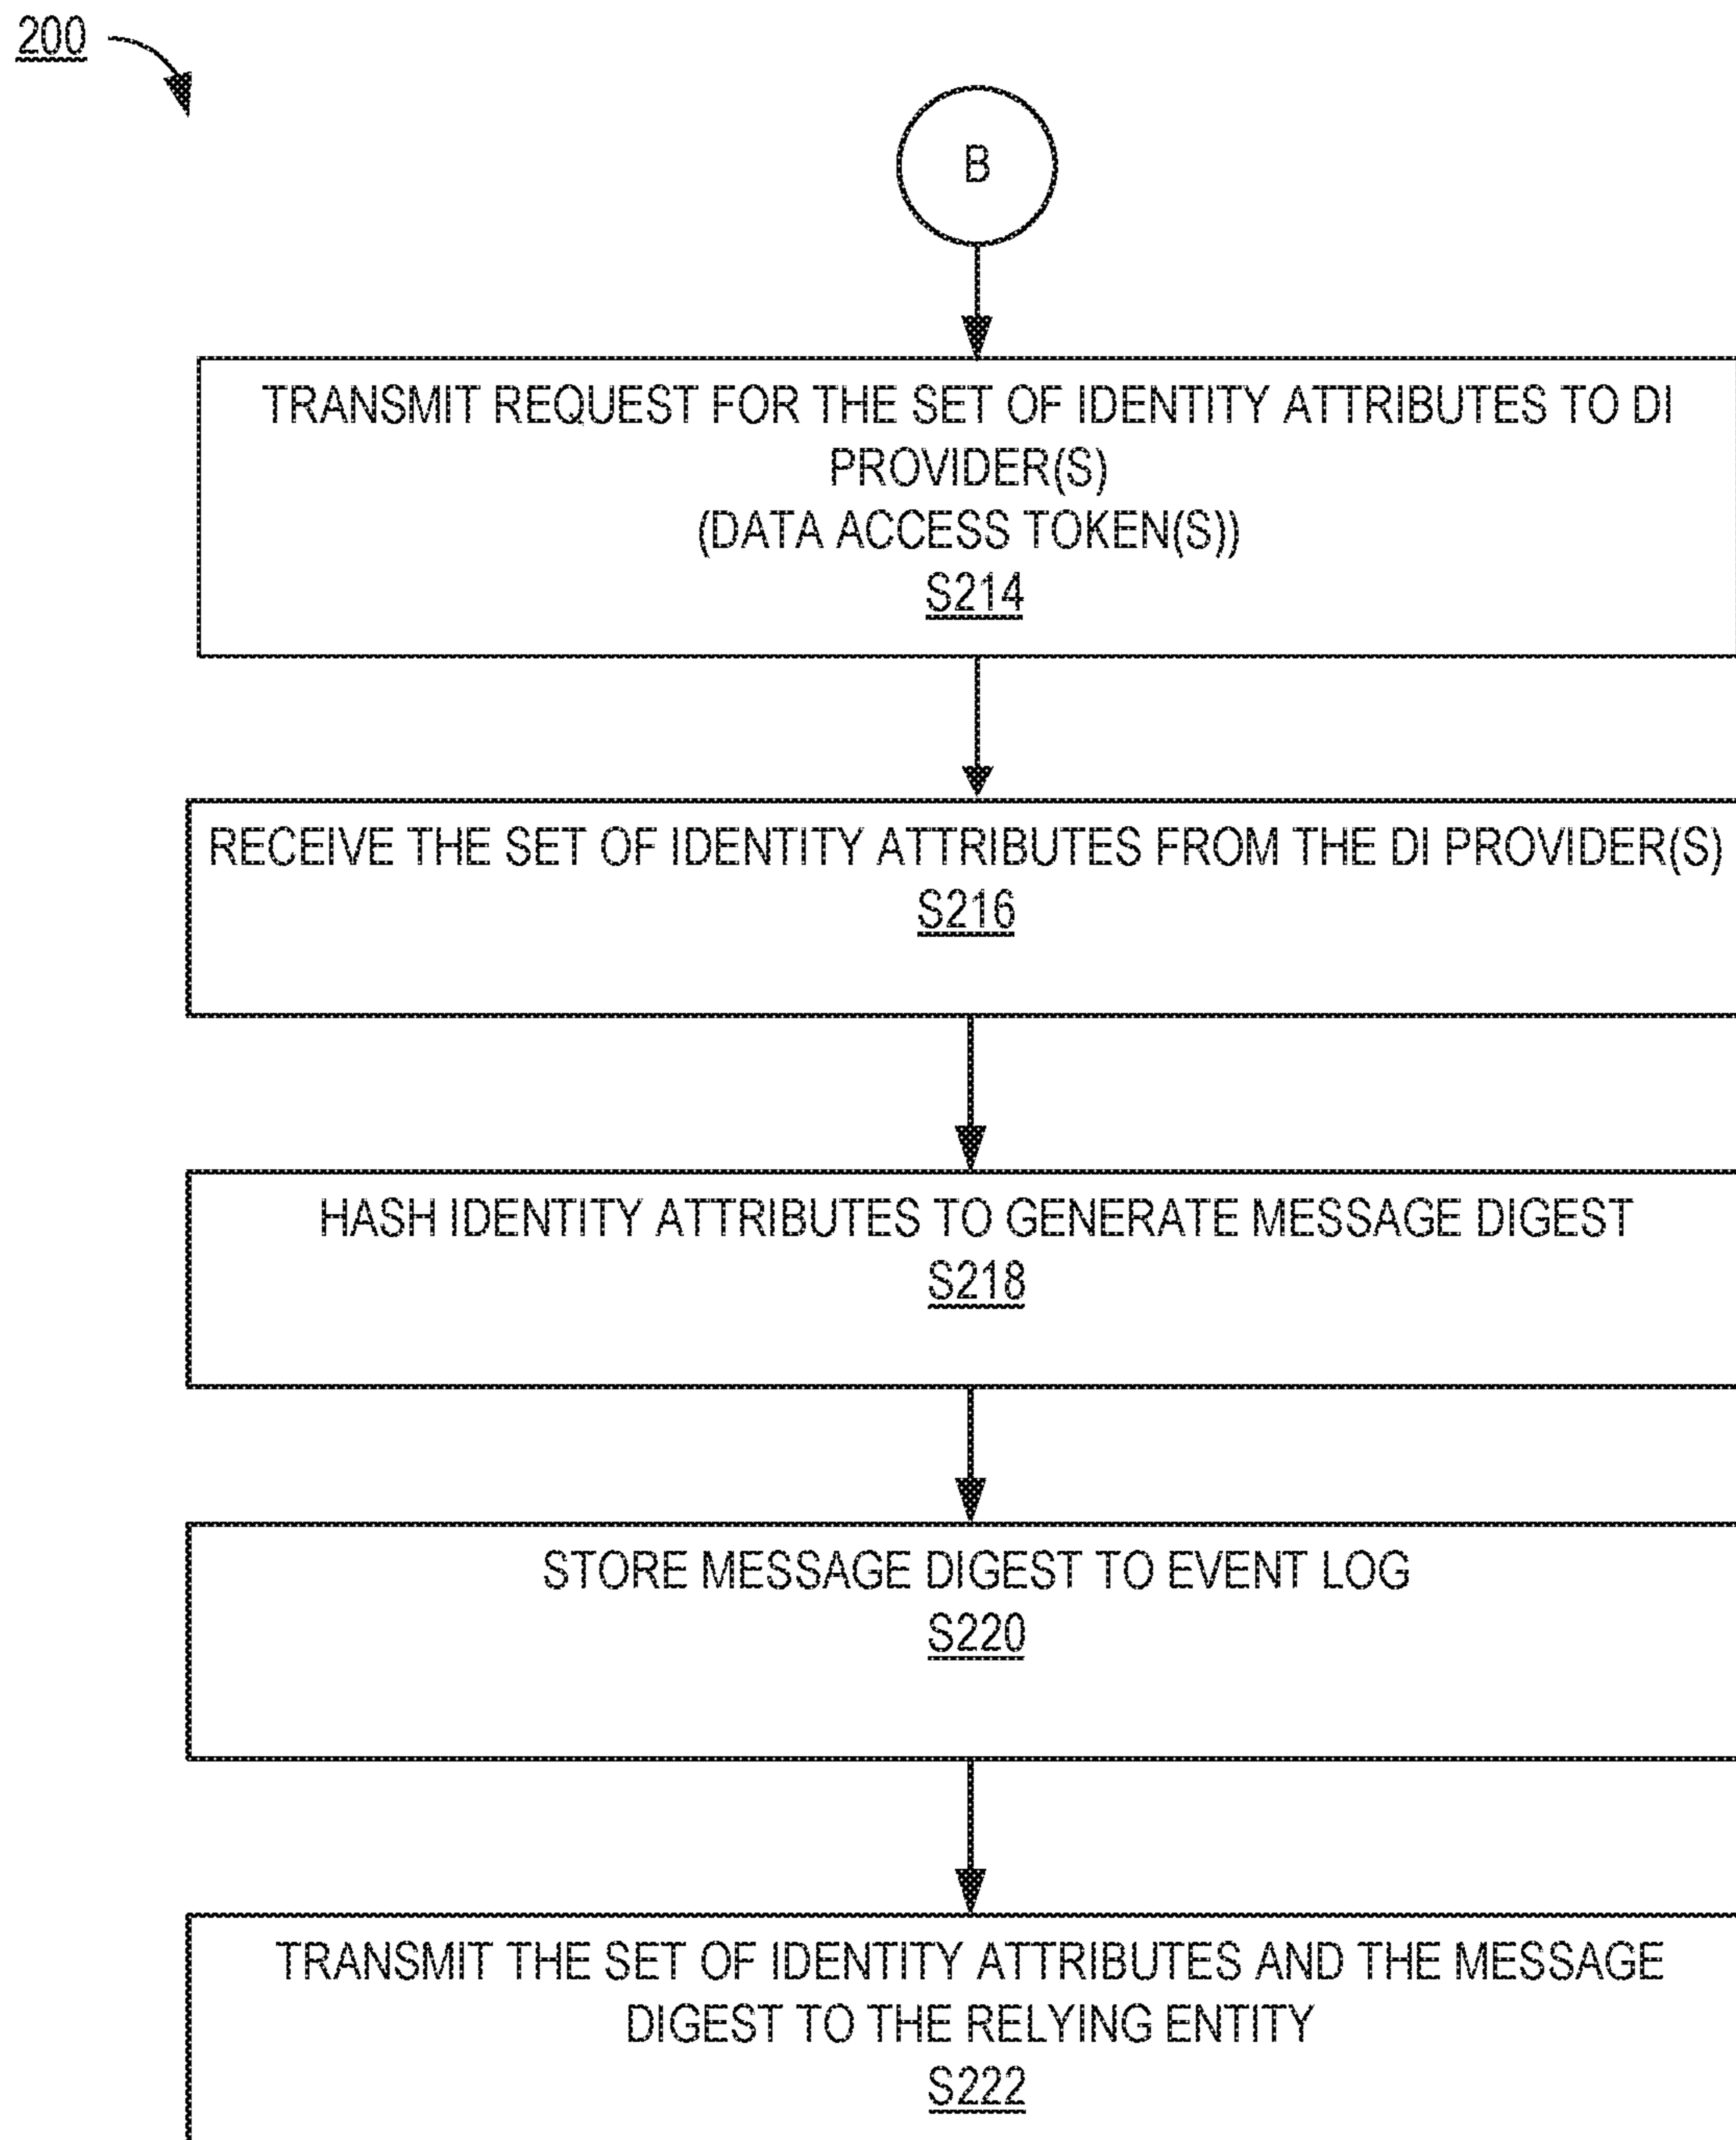 200
B
TRANSMIT REQUEST FOR THE SET OF IDENTITY ATTRIBUTES TO DI
PROVIDER(S)
(DATA ACCESS TOKEN(S))
S214
RECEIVE THE SET OF IDENTITY ATTRIBUTES FROM THE DI PROVIDER(S)
S216
HASH IDENTITY ATTRIBUTES TO GENERATE MESSAGE DIGEST
S218
STORE MESSAGE DIGEST TO EVENT LOG
S220
TRANSMIT THE SET OF IDENTITY ATTRIBUTES AND THE MESSAGE
DIGEST TO THE RELYING ENTITY
S222